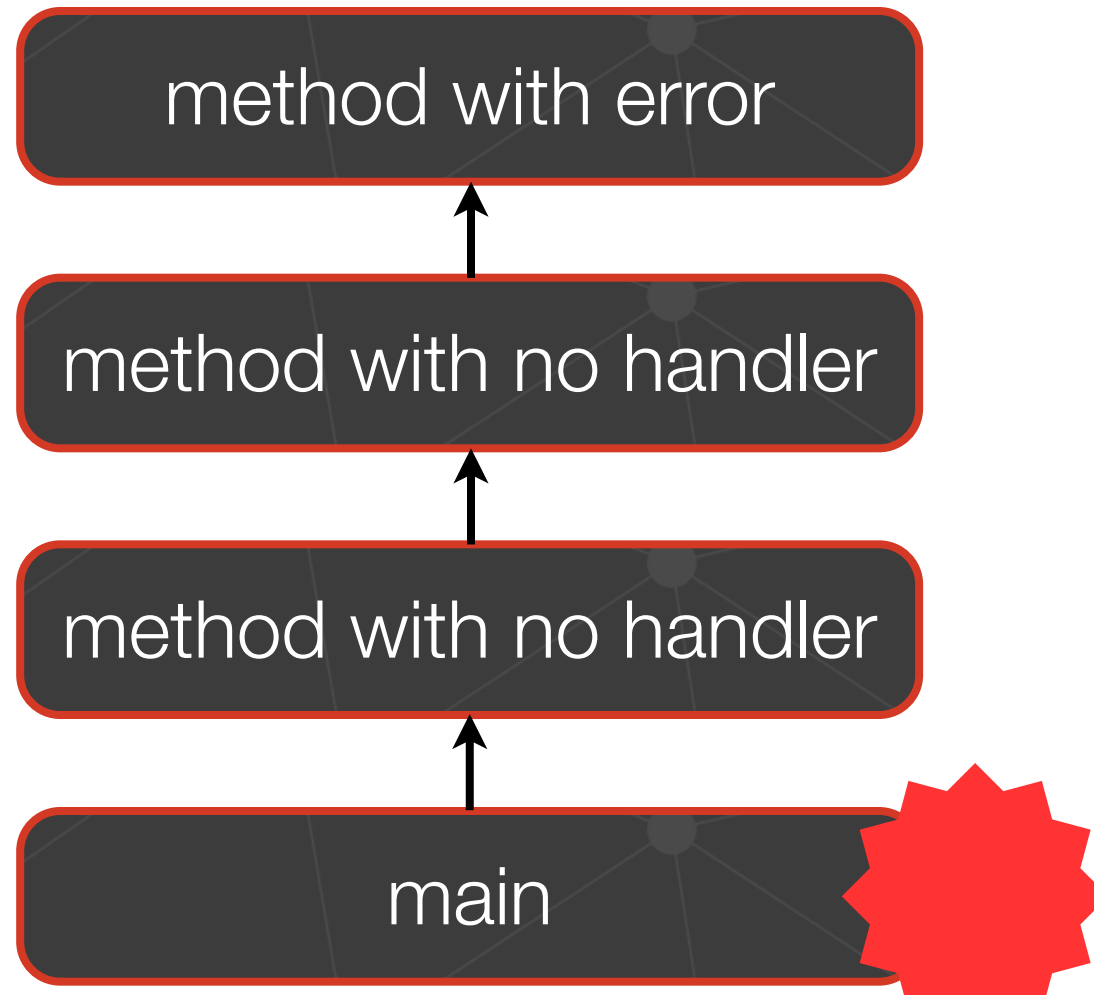 method with error
method with no handler
method with no handler
main